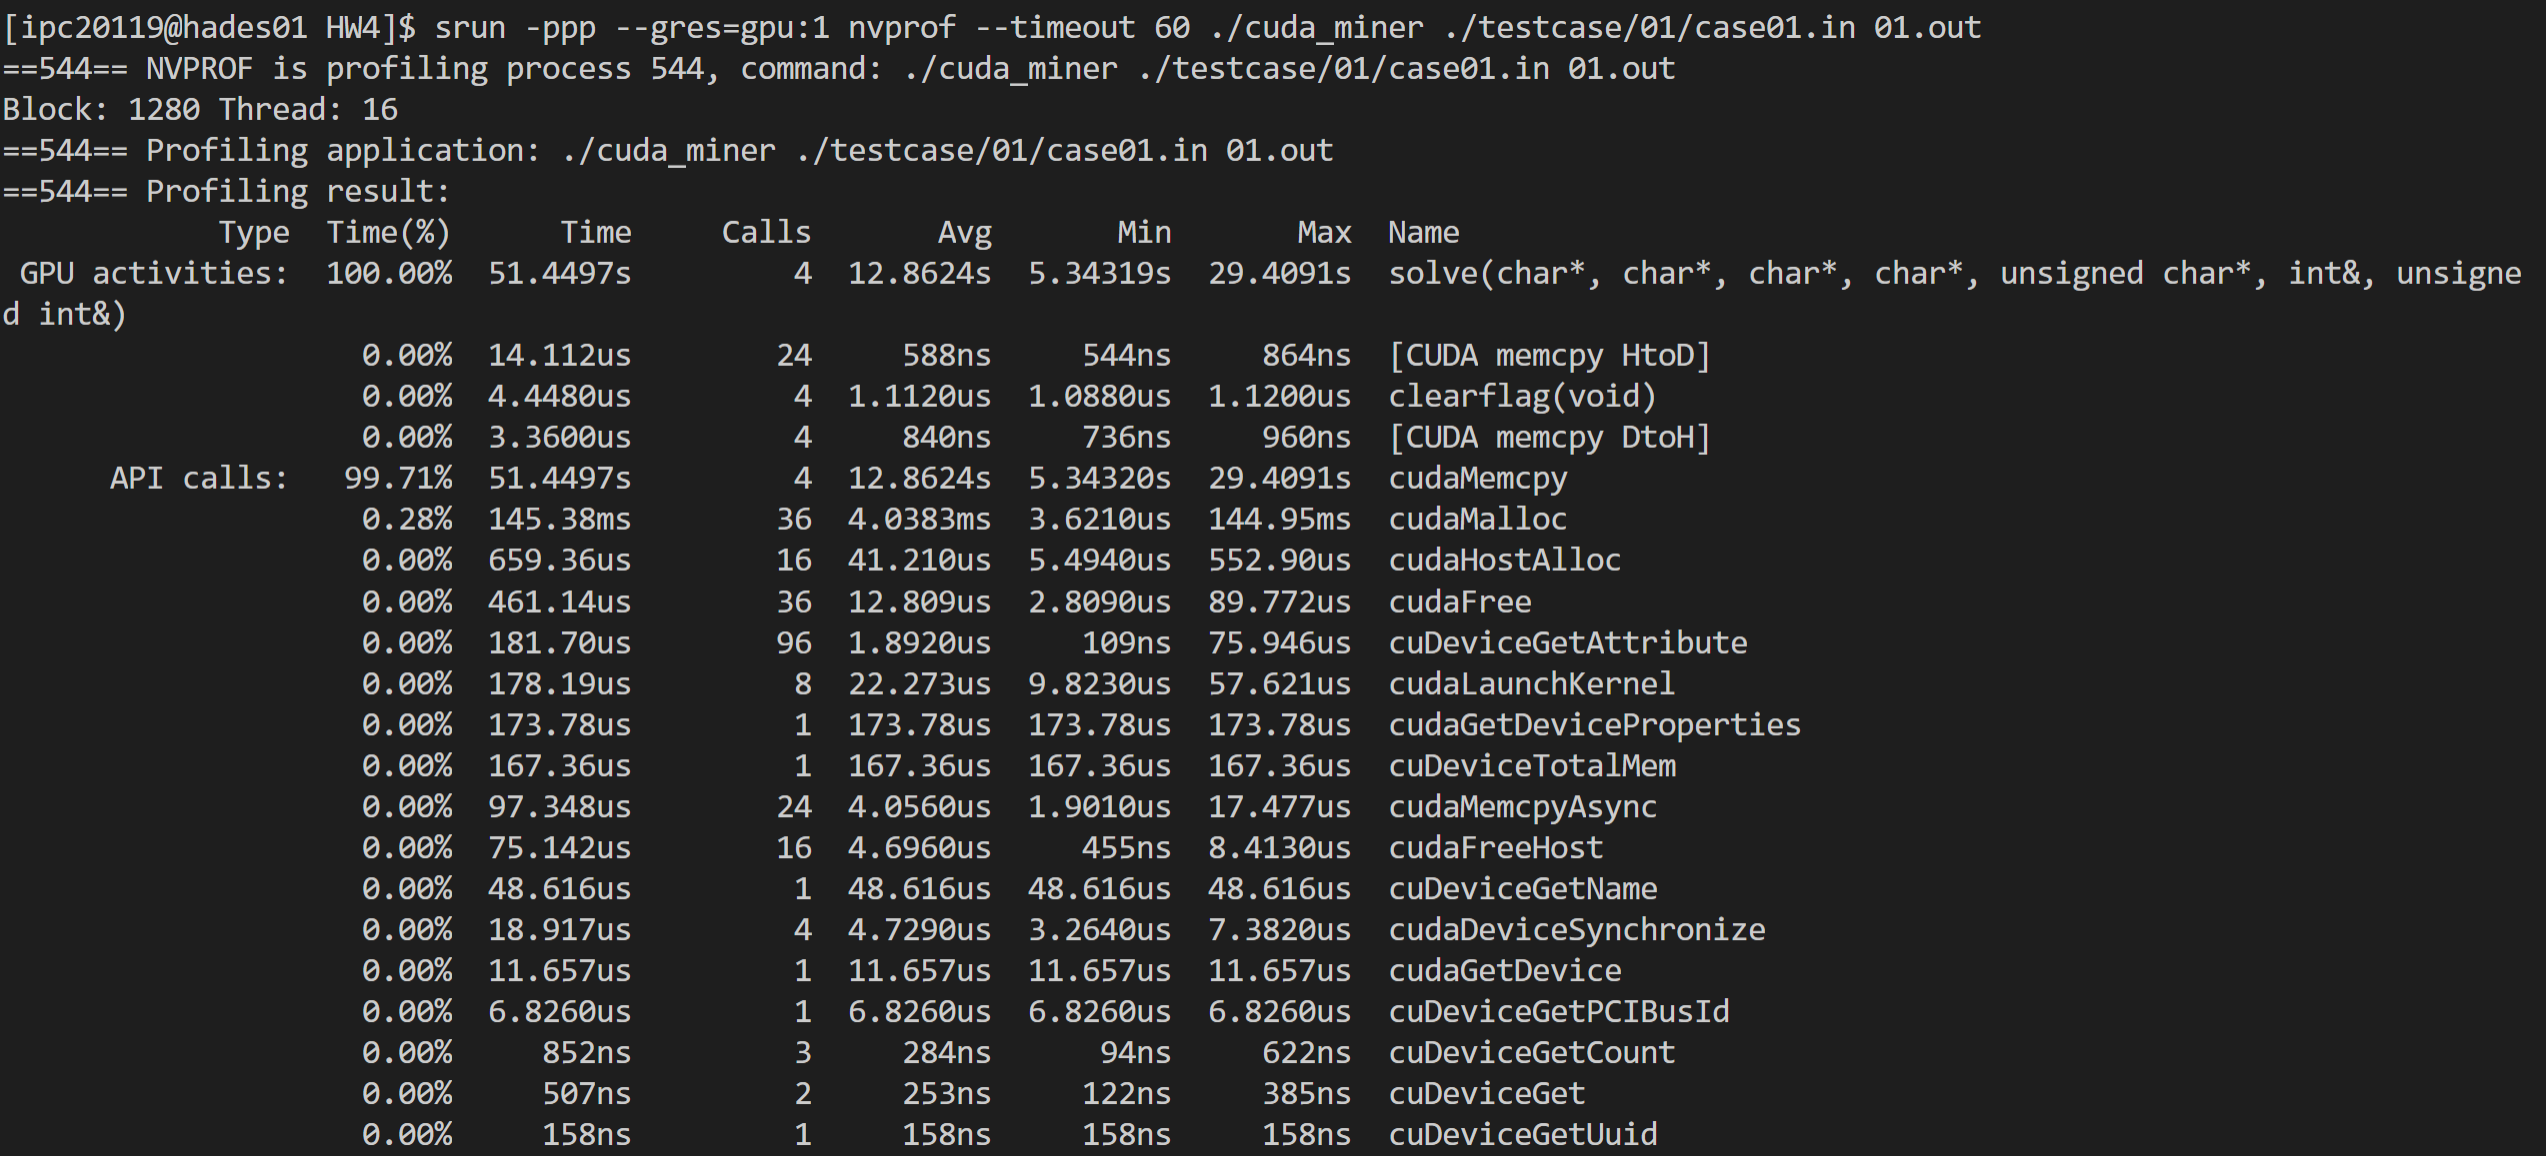 [ipc20119@hades01 HW4]$ srun -ppp --gres=gpu:1 nvprof --timeout 60 ./cuda_miner ./testcase/01/case01.in 01.out
==544== NVPROF is profiling process 544, command: ./cuda_miner ./testcase/01/case01.in 01.out
Block: 1280 Thread: 16
==544== Profiling application: ./cuda_miner ./testcase/01/case01.in 01.out
==544== Profiling result:
            Type  Time(%)      Time     Calls       Avg       Min       Max  Name
 GPU activities:  100.00%  51.4497s         4  12.8624s  5.34319s  29.4091s  solve(char*, char*, char*, char*, unsigned char*, int&, unsigne
d int&)
                    0.00%  14.112us        24     588ns     544ns     864ns  [CUDA memcpy HtoD]
                    0.00%  4.4480us         4  1.1120us  1.0880us  1.1200us  clearflag(void)
                    0.00%  3.3600us         4     840ns     736ns     960ns  [CUDA memcpy DtoH]
      API calls:   99.71%  51.4497s         4  12.8624s  5.34320s  29.4091s  cudaMemcpy
                    0.28%  145.38ms        36  4.0383ms  3.6210us  144.95ms  cudaMalloc
                    0.00%  659.36us        16  41.210us  5.4940us  552.90us  cudaHostAlloc
                    0.00%  461.14us        36  12.809us  2.8090us  89.772us  cudaFree
                    0.00%  181.70us        96  1.8920us     109ns  75.946us  cuDeviceGetAttribute
                    0.00%  178.19us         8  22.273us  9.8230us  57.621us  cudaLaunchKernel
                    0.00%  173.78us         1  173.78us  173.78us  173.78us  cudaGetDeviceProperties
                    0.00%  167.36us         1  167.36us  167.36us  167.36us  cuDeviceTotalMem
                    0.00%  97.348us        24  4.0560us  1.9010us  17.477us  cudaMemcpyAsync
                    0.00%  75.142us        16  4.6960us     455ns  8.4130us  cudaFreeHost
                    0.00%  48.616us         1  48.616us  48.616us  48.616us  cuDeviceGetName
                    0.00%  18.917us         4  4.7290us  3.2640us  7.3820us  cudaDeviceSynchronize
                    0.00%  11.657us         1  11.657us  11.657us  11.657us  cudaGetDevice
                    0.00%  6.8260us         1  6.8260us  6.8260us  6.8260us  cuDeviceGetPCIBusId
                    0.00%     852ns         3     284ns      94ns     622ns  cuDeviceGetCount
                    0.00%     507ns         2     253ns     122ns     385ns  cuDeviceGet
                    0.00%     158ns         1     158ns     158ns     158ns  cuDeviceGetUuid